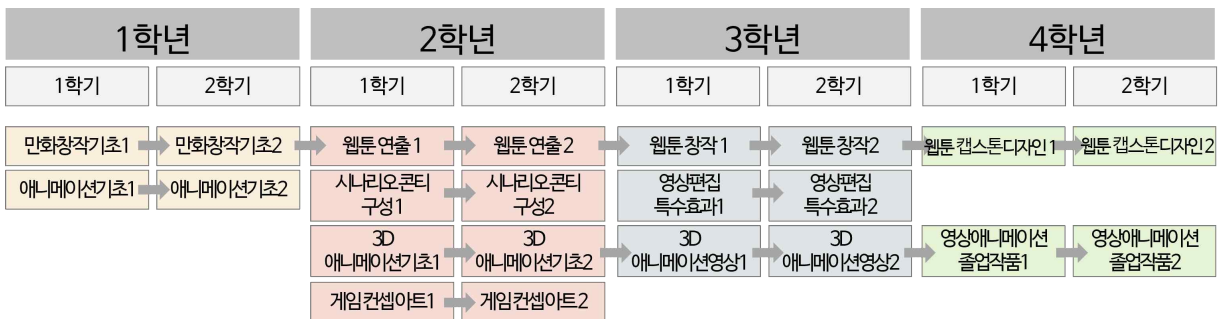 1학년 2학년 3학년 4학년
1학기 2학기 1학기 2학기 1학기 2학기 1학기 2학기
만화창작기초1 만화창작기초2 웹툰 연출 1 웹툰 연출 2 웹툰 창작 1 웹툰 창작2 웹툰 캡스톤디자인 1 웹툰 캡스톤디자인 2
애니메이션기초1 애니메이션기초2 시나리오콘티 시나리오콘티 영상편집 영상편집
구성1 구성2 특수효과1 특수효과2
3D 3D 3D 3D 영상애니메이션 영상애니메이션
애니메이션기초1 애니메이션기초2 애니메이션영상1 애니메이션영상2 졸업작품1 졸업작품2
게임컨셉아트1 게임컨셉아트2